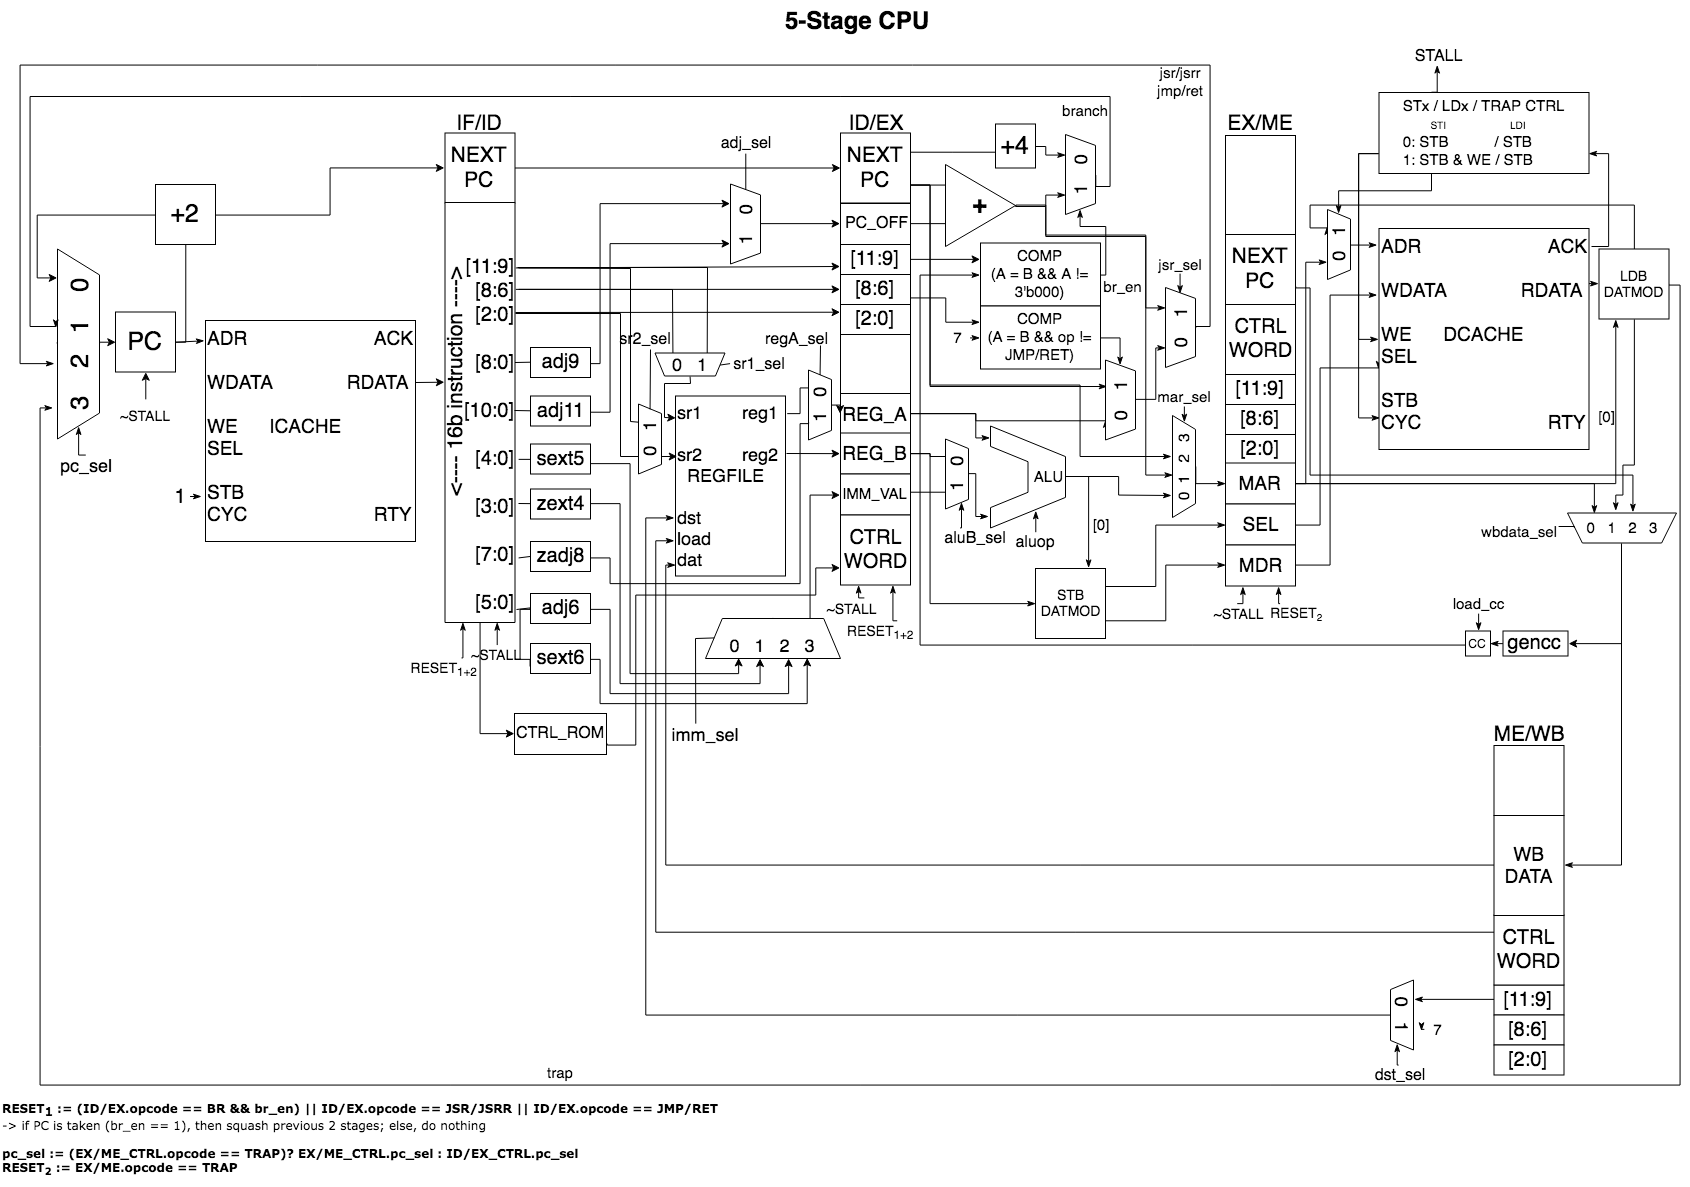 5-Stage CPU
STALL
jsr/jsrr
jmp/ret
STx / LDx / TRAP CTRL
STI LDI
0: STB / STB
1: STB & WE / STB
branch
IF/ID
ID/EX
EX/ME
adj_sel
+4
0
1
NEXT
PC
NEXT
PC
+2
0
1
PC_OFF
+
1
0
ADR
ACK
[11:9]
[8:6]
[2:0]
[11:9]
[8:6]
[2:0]
COMP
(A = B && A !=
3'b000)
br_en
COMP
(A = B && op !=
JMP/RET)
7
jsr_sel
1
0
NEXT
PC
CTRL
WORD
[11:9]
[8:6]
[2:0]
WDATA
RDATA
LDB
DATMOD
WE
SEL
DCACHE
STB
CYC
RTY
[0]
0
1
2
3
PC
~STALL
pc_sel
ADR
ACK
WDATA
RDATA
WE
SEL
ICACHE
1
STB
CYC
RTY
<---- 16b instruction ---->
[8:0]
adj9
[10:0]
adj11
[4:0]
sext5
[3:0]
zext4
[7:0]
zadj8
[5:0]
adj6
sext6
sr2_sel
0 1
sr1_sel
regA_sel
0
1
1
0
sr1
reg1
sr2
reg2
REGFILE
dst
load
dat
REG_A
REG_B
IMM_VAL
CTRL
WORD
1
0
mar_sel
3
2
1
0
0
1
ALU
aluB_sel
aluop
[0]
STB
DATMOD
MAR
SEL
MDR
~STALL
RESET2
wbdata_sel
0 1 2 3
~STALL
RESET1+2
RESET1+2
~STALL
0 1 2 3
load_cc
CC
gencc
CTRL_ROM
imm_sel
ME/WB
WB
DATA
CTRL
WORD
[11:9]
[8:6]
[2:0]
0
1
7
dst_sel
trap
RESET1 := (ID/EX.opcode == BR && br_en) || ID/EX.opcode == JSR/JSRR || ID/EX.opcode == JMP/RET
-> if PC is taken (br_en == 1), then squash previous 2 stages; else, do nothing
pc_sel := (EX/ME_CTRL.opcode == TRAP)? EX/ME_CTRL.pc_sel : ID/EX_CTRL.pc_sel
RESET2 := EX/ME.opcode == TRAP